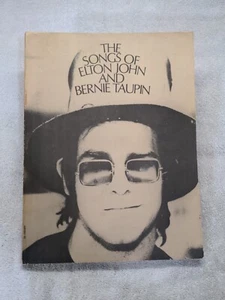 THE
SONGS OF
ELTON JOHN
AND
BERNIE TAUPIN